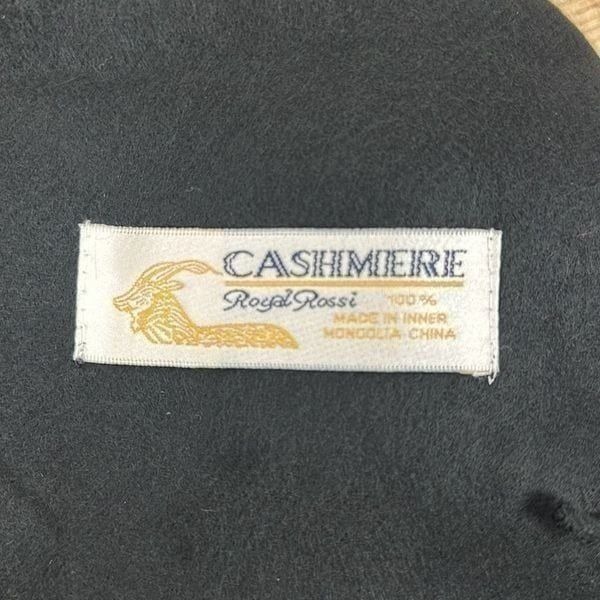 CASHMERE
Royal Rossi 100%
MADE IN INNER
MONGOLIA CHINA